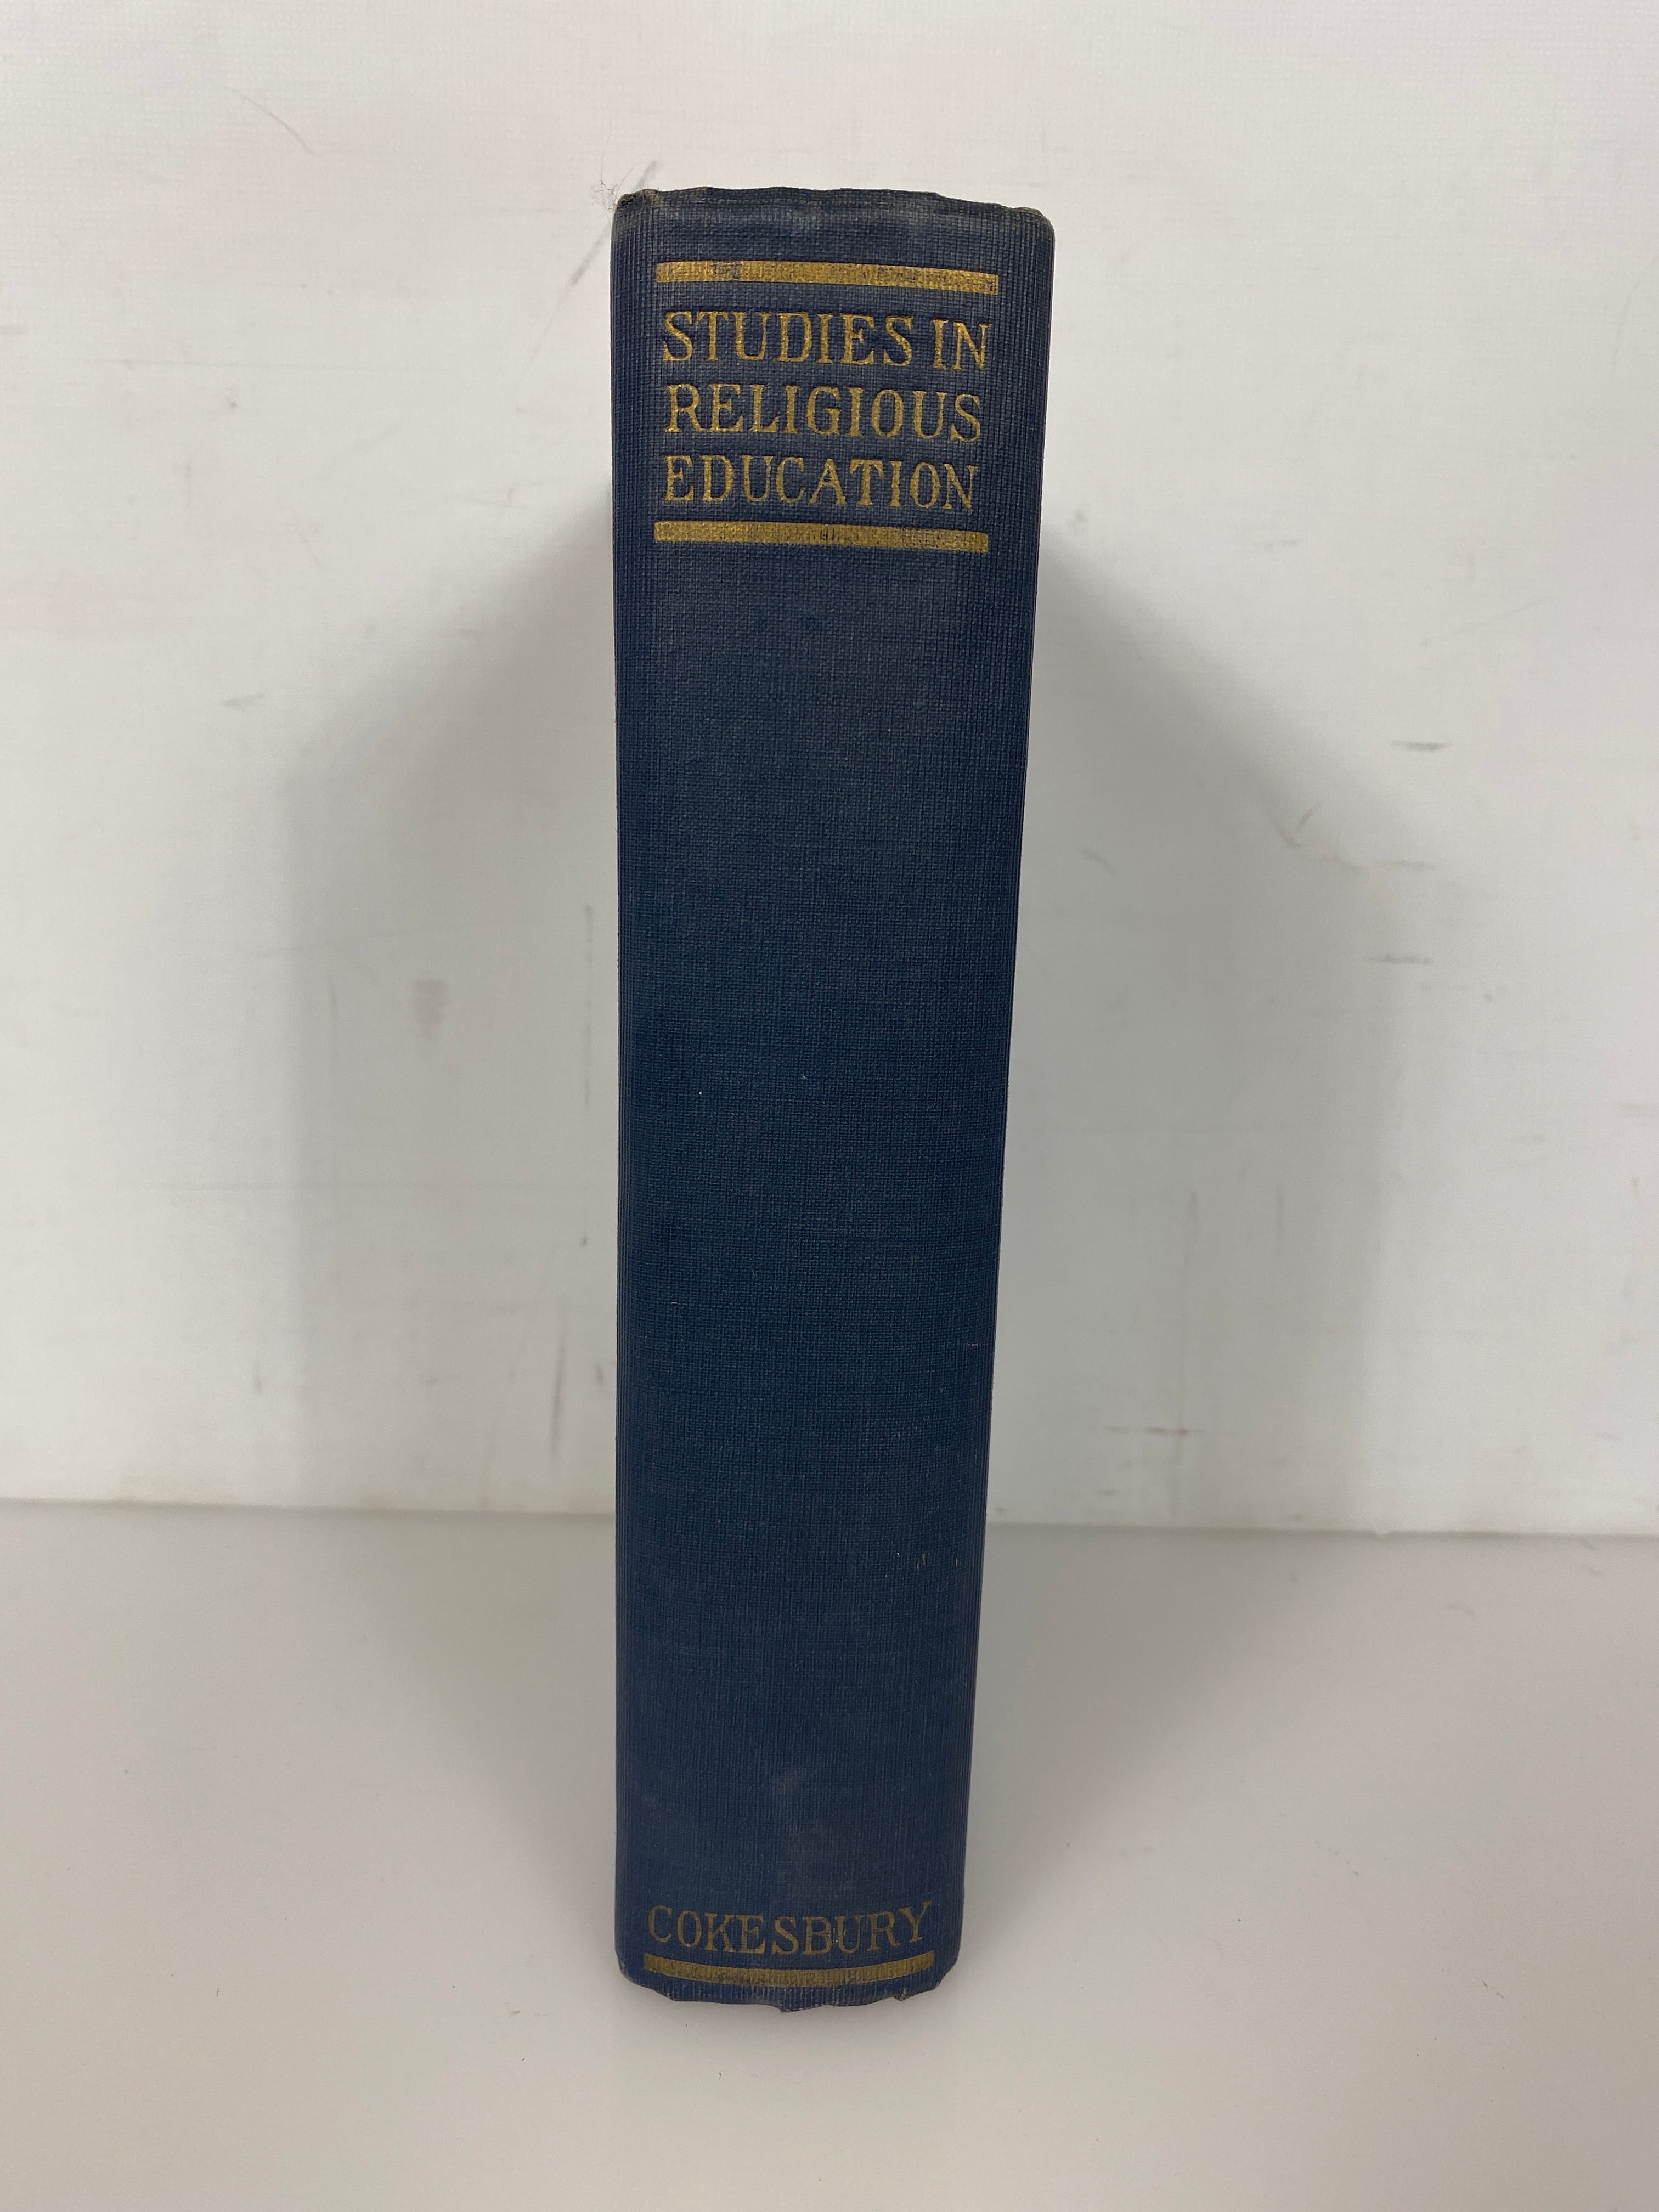 STUDIES IN
RELIGIOUS
EDUCATION
COKESBURY